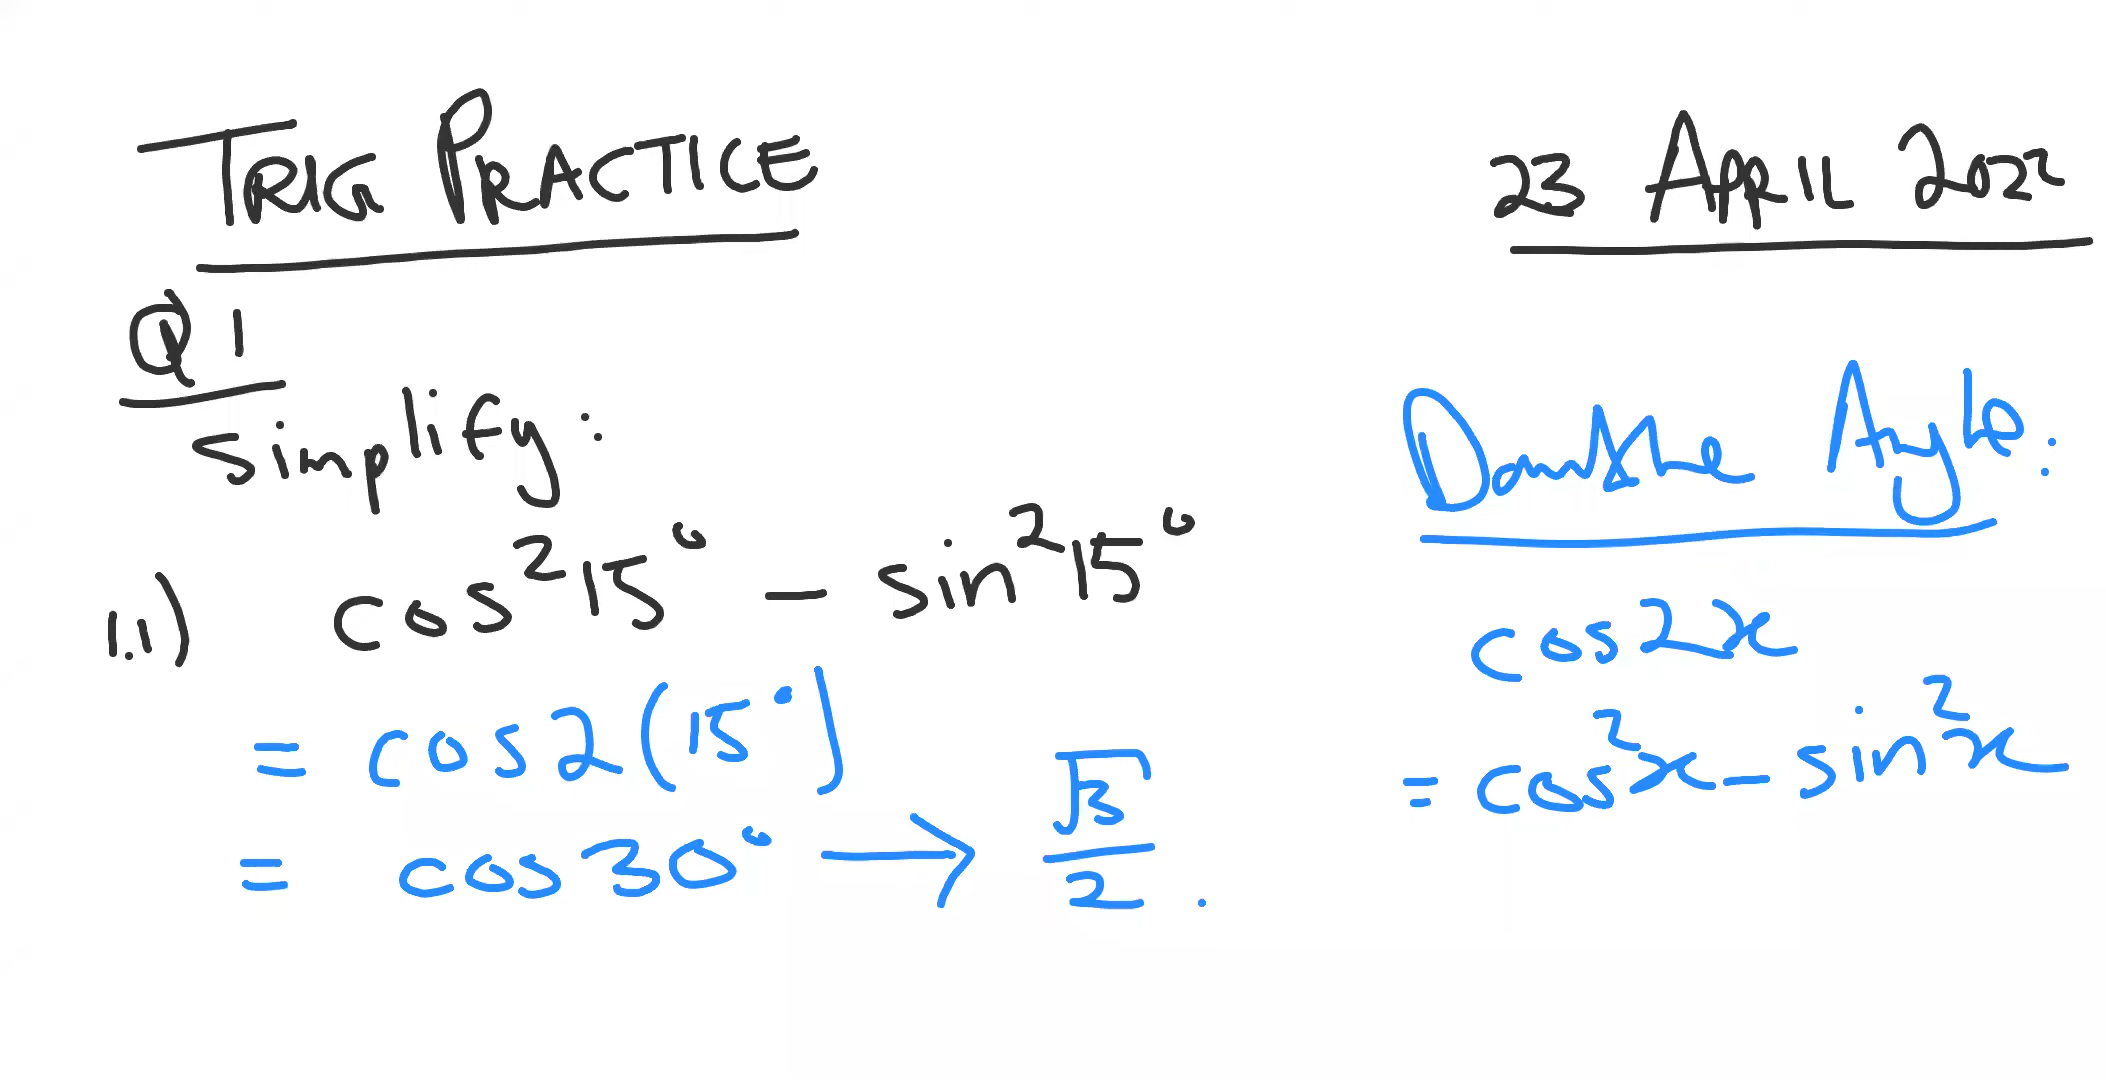 TRIG PRACTICE
23 APRIL 2022
Q1
Simplify:
1.1) cos²15° – sin²15°
= cos2(15°)
= cos30° → √3/2.
Double Angle:
cos2x
= cos²x – sin²x